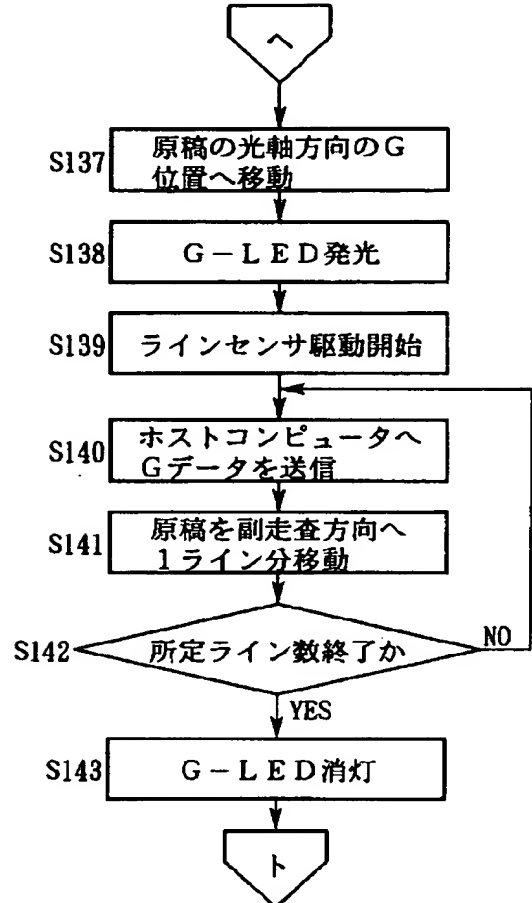 ヘ
S137
原稿の光軸方向のG
位置へ移動
S138
G-LED発光
S139
ラインセンサ駆動開始
S140
ホストコンピュータへ
Gデータを送信
S141
原稿を副走査方向へ
1ライン分移動
S142
所定ライン数終了か
NO
YES
S143
G-LED消灯
ト